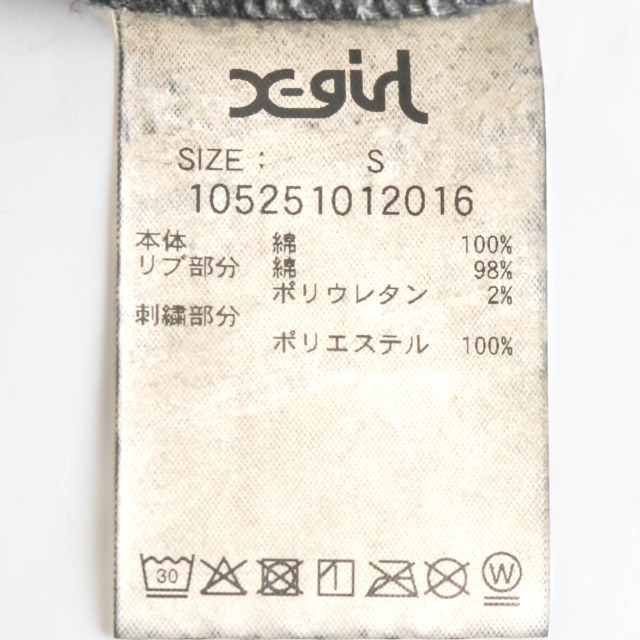 X-girl
SIZE : S
105251012016
本体 綿 100%
リブ部分 綿 98%
ポリウレタン 2%
刺繍部分
ポリエステル 100%
30
W